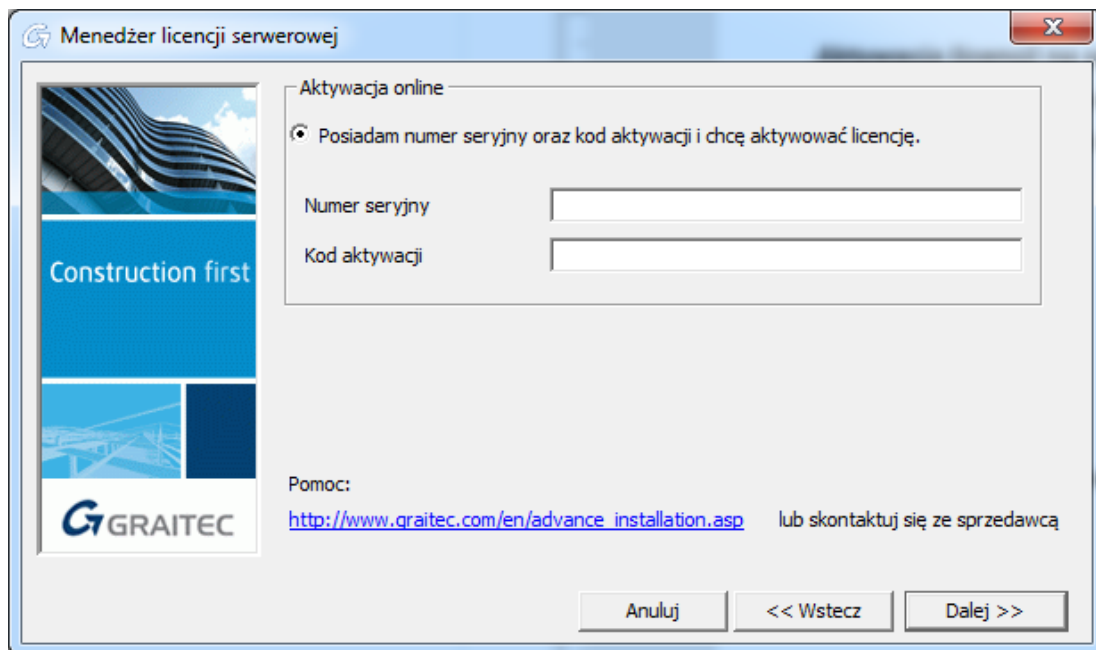 Menedżer licencji serwerowej
Aktywacja online
Posiadam numer seryjny oraz kod aktywacji i chcę aktywować licencję.
Numer seryjny
Kod aktywacji
Construction first
GRAITEC
Pomoc:
http://www.graitec.com/en/advance_installation.asp lub skontaktuj się ze sprzedawcą
Anuluj << Wstecz Dalej >>